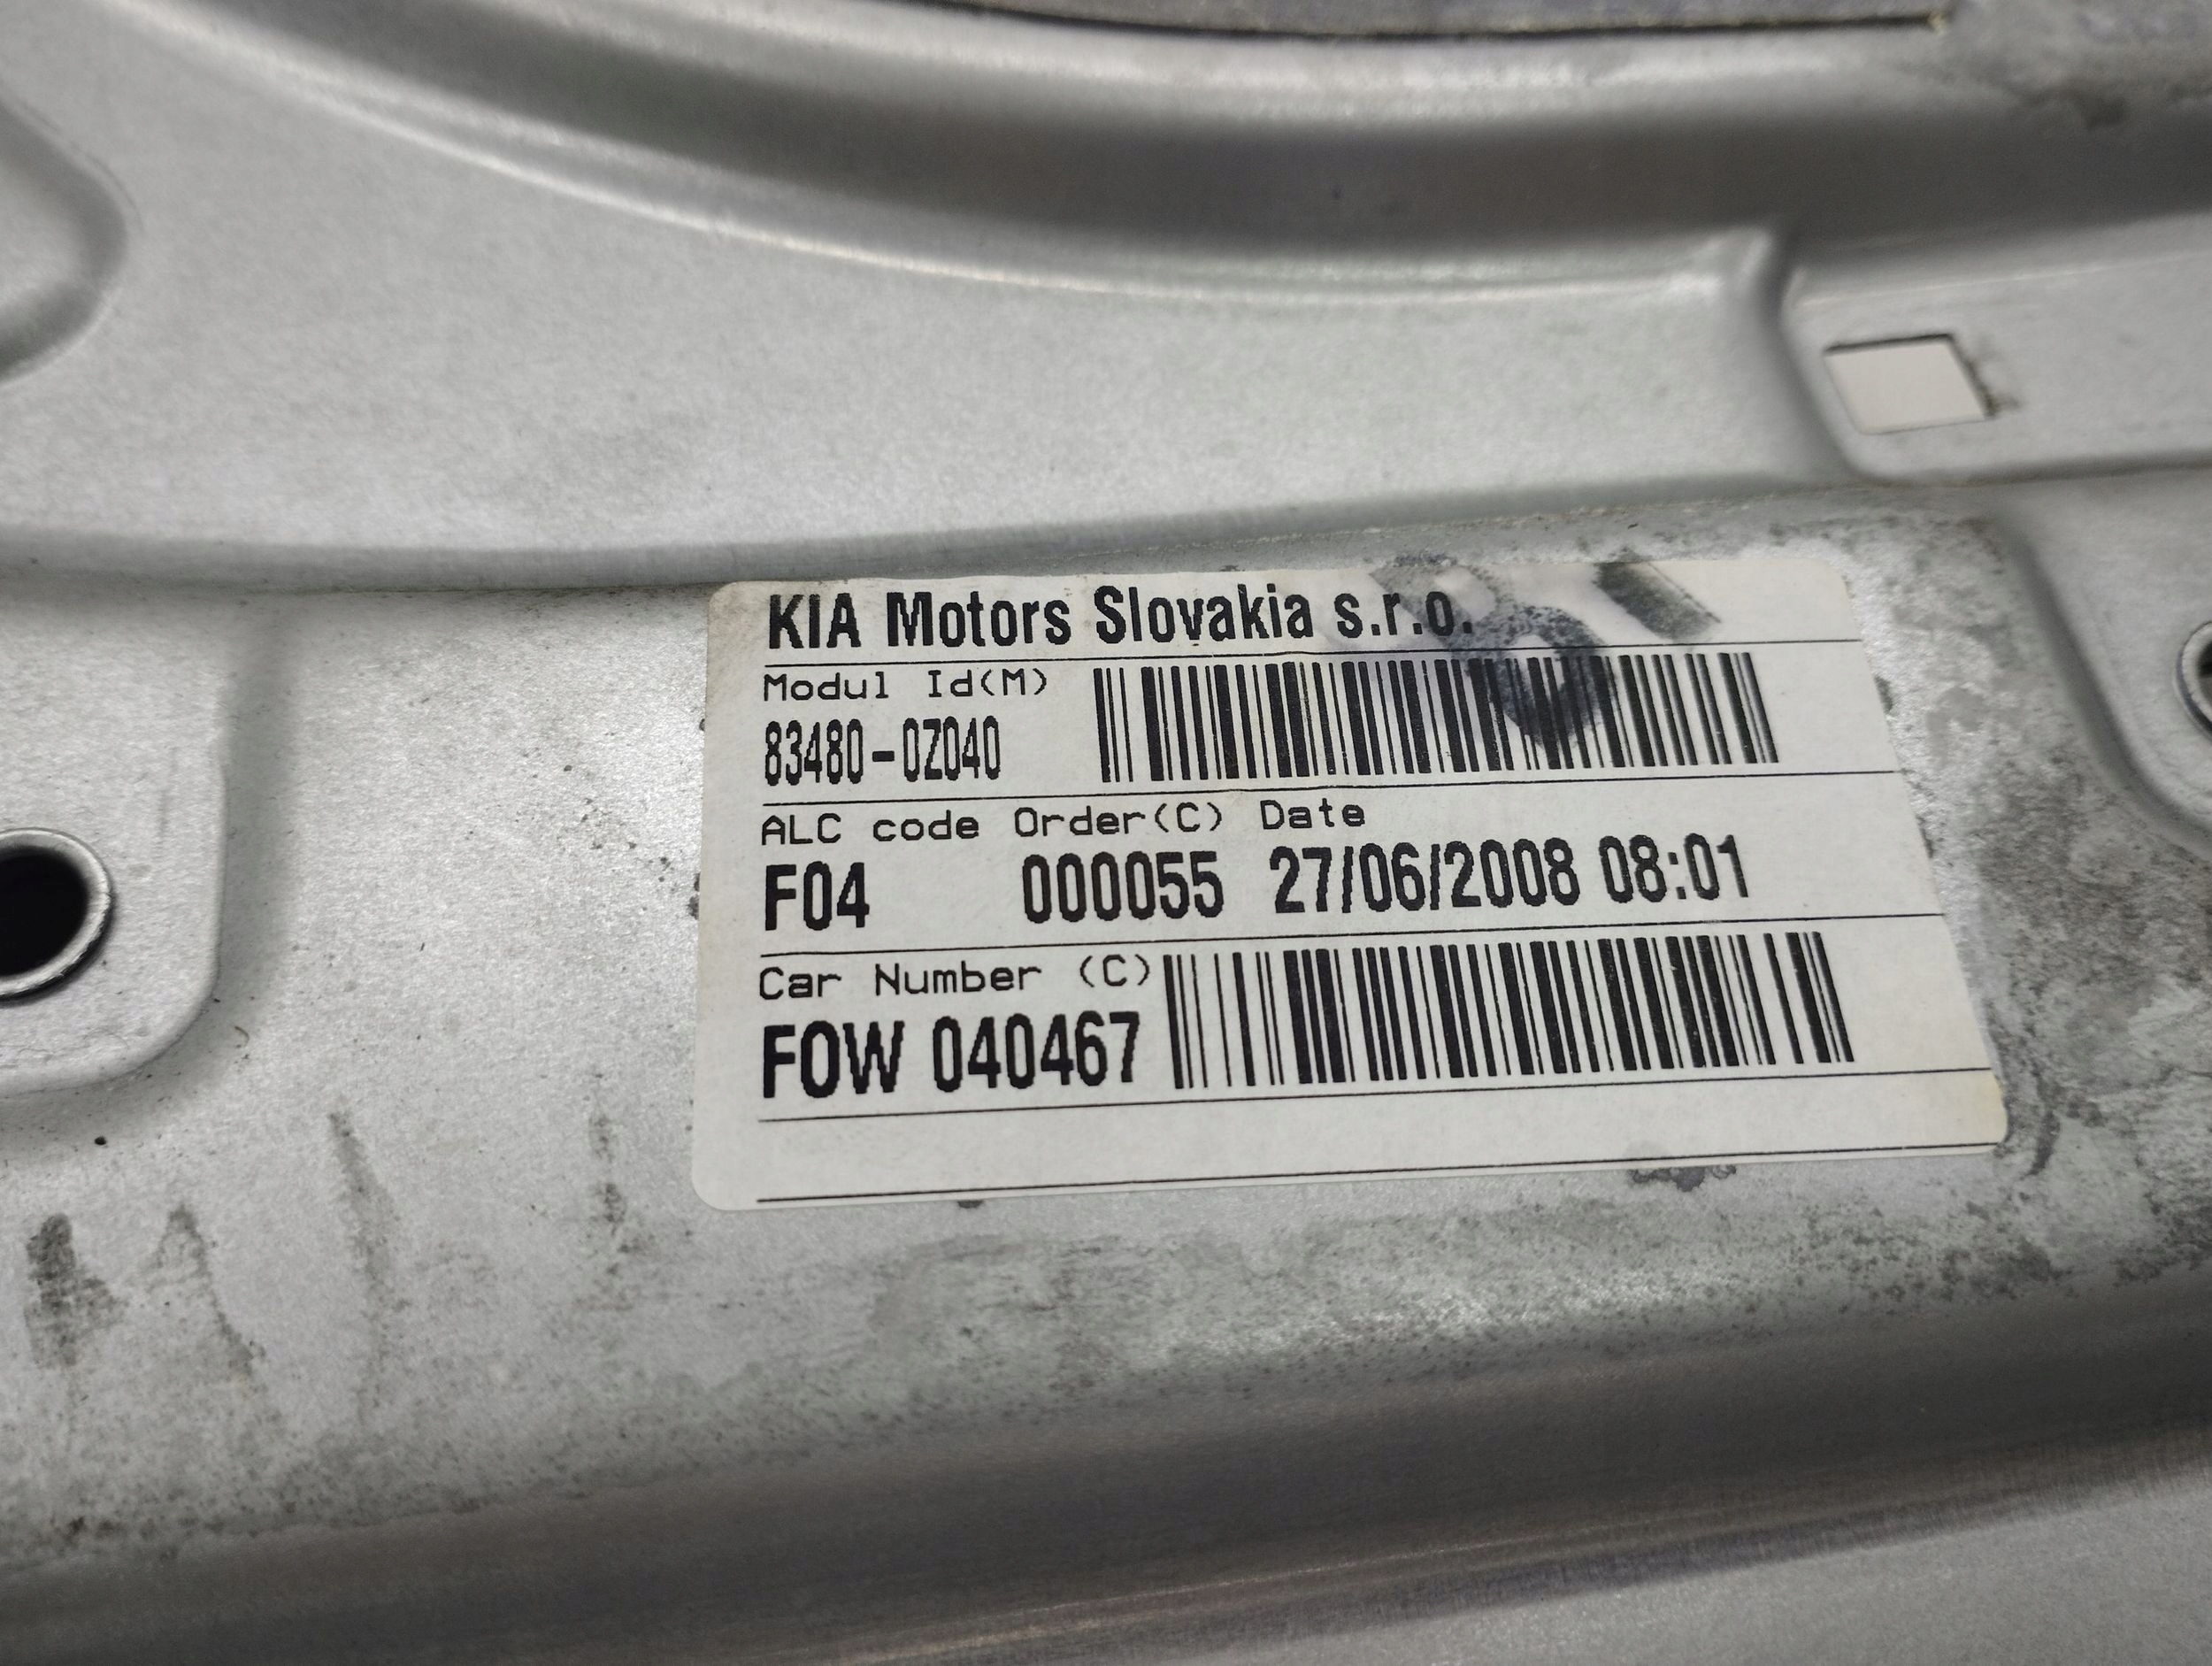 KIA Motors Slovakia s.r.o.
Modul Id(M)
83480-0Z040
ALC code Order(C) Date
F04 000055 27/06/2008 08:01
Car Number (C)
FOW 040467